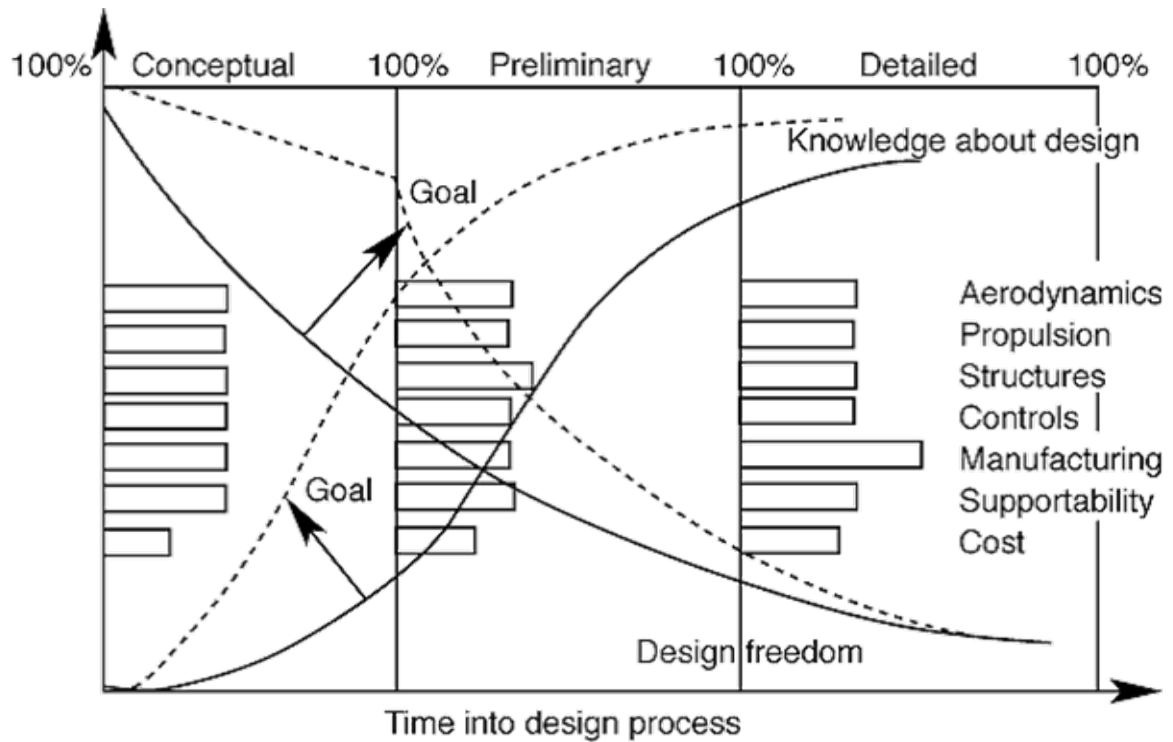 100% Conceptual 100% Preliminary 100% Detailed 100%
Knowledge about design
Goal
Aerodynamics
Propulsion
Structures
Controls
Manufacturing
Goal
Supportability
Cost
Design freedom
Time into design process